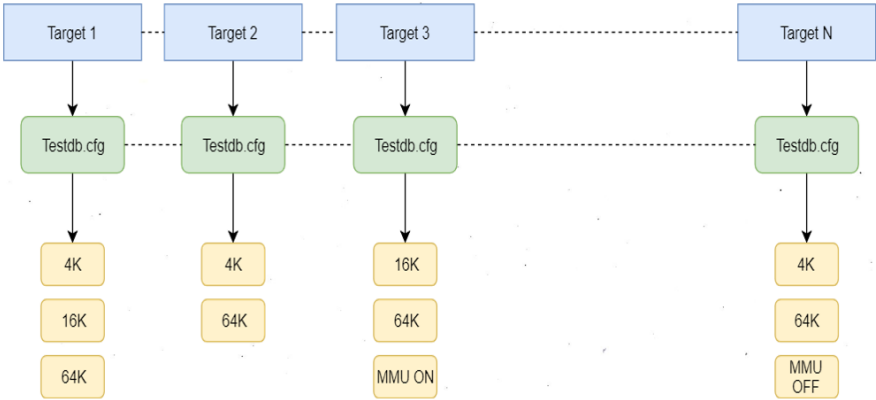 Target 1
Target 2
Target 3
Target N
Testdb.cfg
Testdb.cfg
Testdb.cfg
Testdb.cfg
4K
4K
16K
4K
16K
64K
64K
64K
64K
MMU ON
MMU
OFF